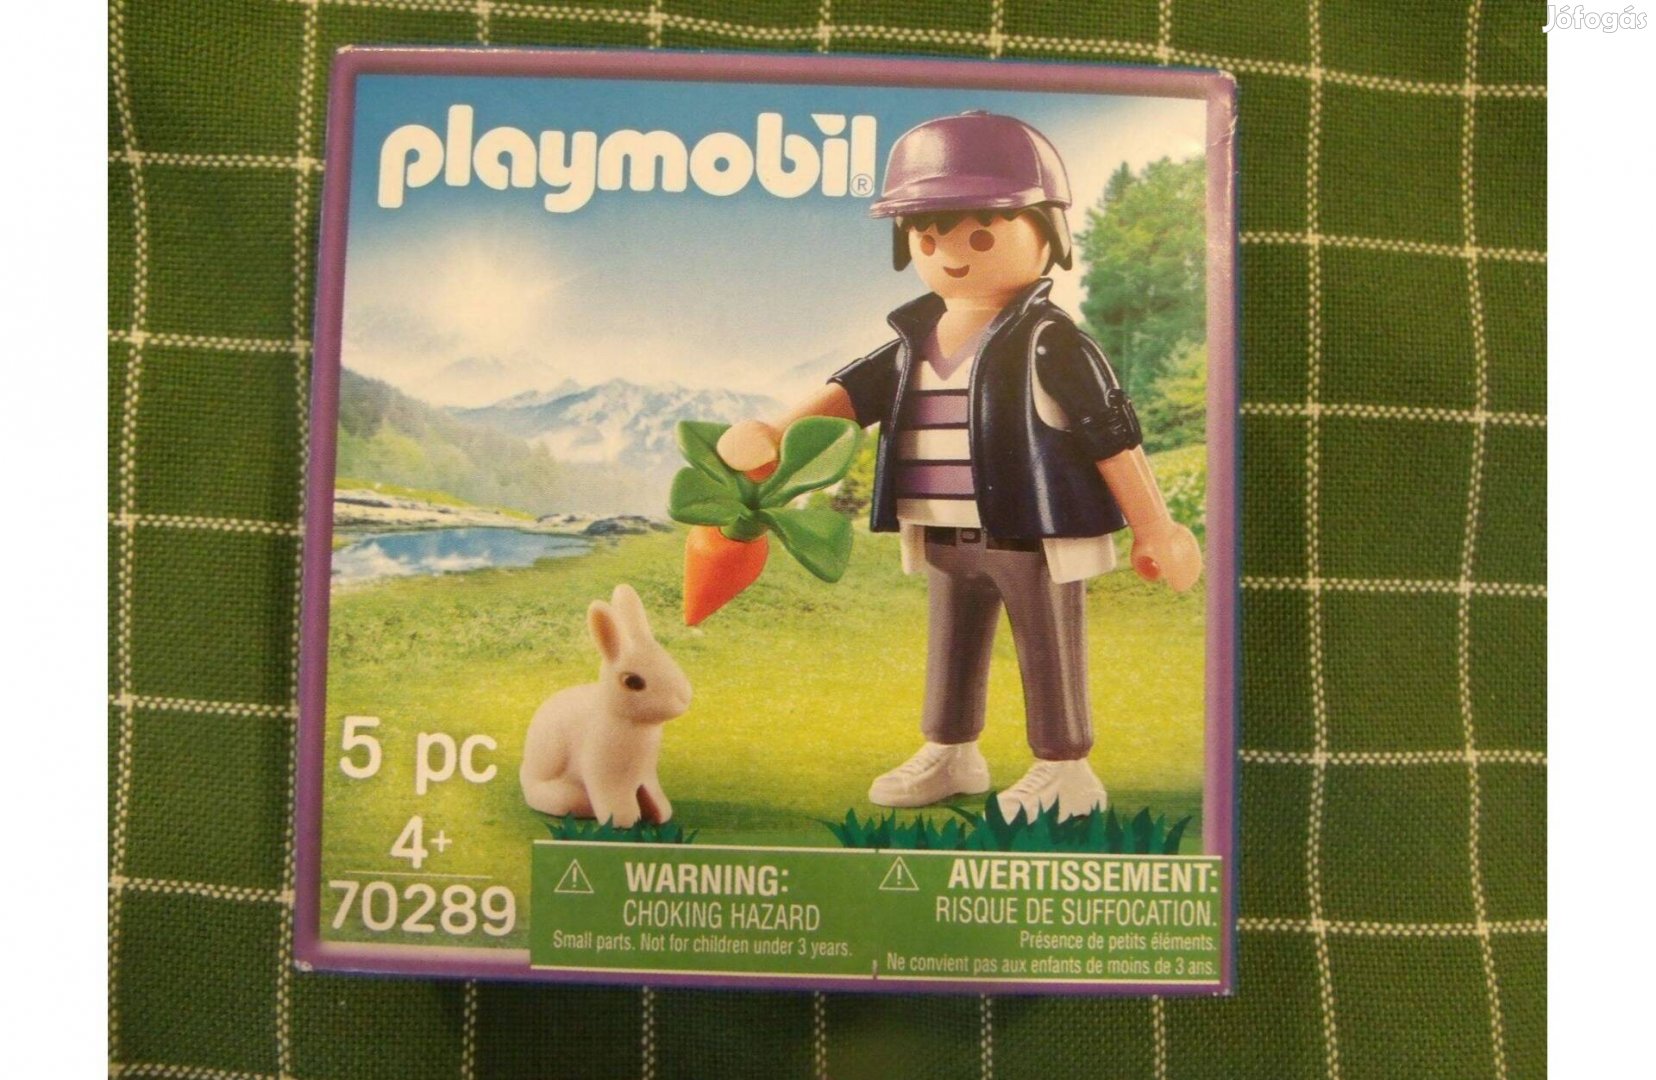 Jófogás
playmobil®
5 pc
4+
70289
WARNING:
CHOKING HAZARD
Small parts. Not for children under 3 years.
AVERTISSEMENT:
RISQUE DE SUFFOCATION.
Présence de petits éléments.
Ne convient pas aux enfants de moins de 3 ans.